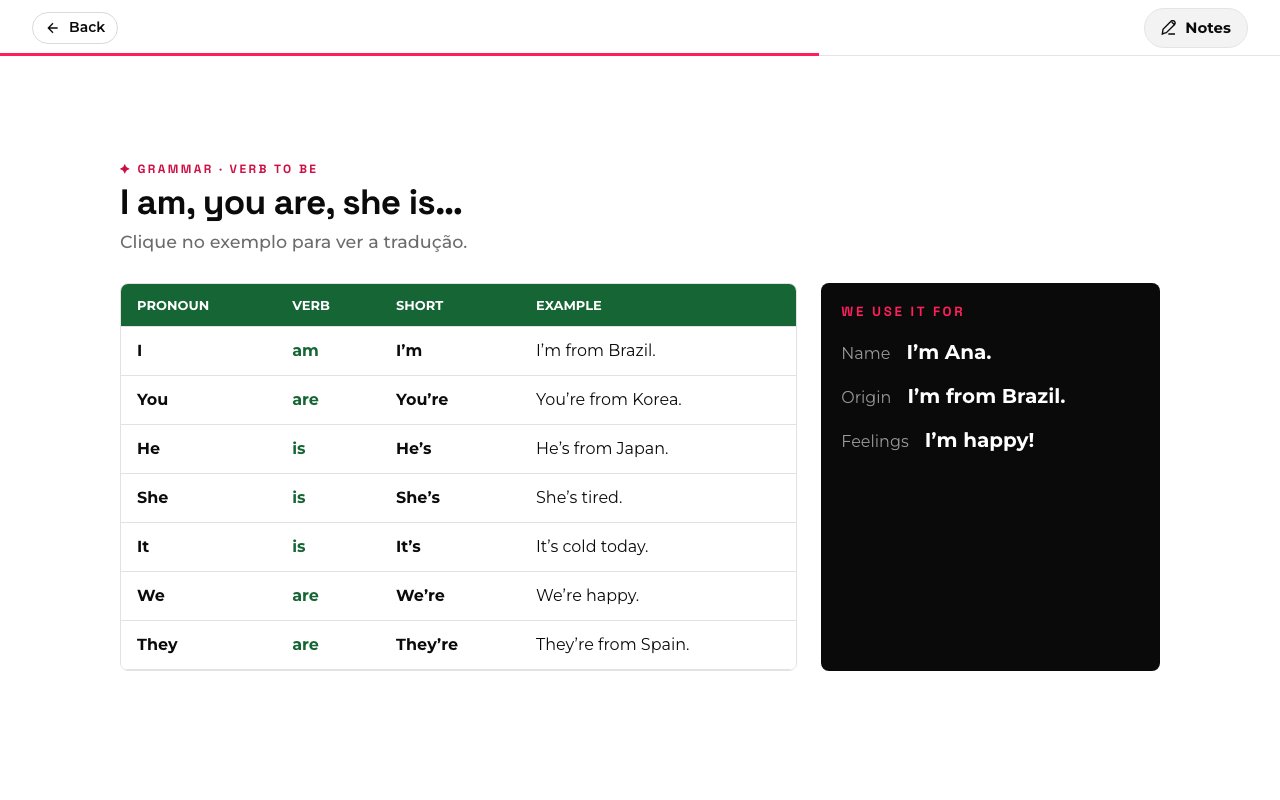 Back
Notes
GRAMMAR · VERB TO BE
I am, you are, she is...
Clique no exemplo para ver a tradução.
PRONOUN VERB SHORT EXAMPLE
I am I’m I’m from Brazil.
You are You’re You’re from Korea.
He is He’s He’s from Japan.
She is She’s She’s tired.
It is It’s It’s cold today.
We are We’re We’re happy.
They are They’re They’re from Spain.
WE USE IT FOR
Name I’m Ana.
Origin I’m from Brazil.
Feelings I’m happy!